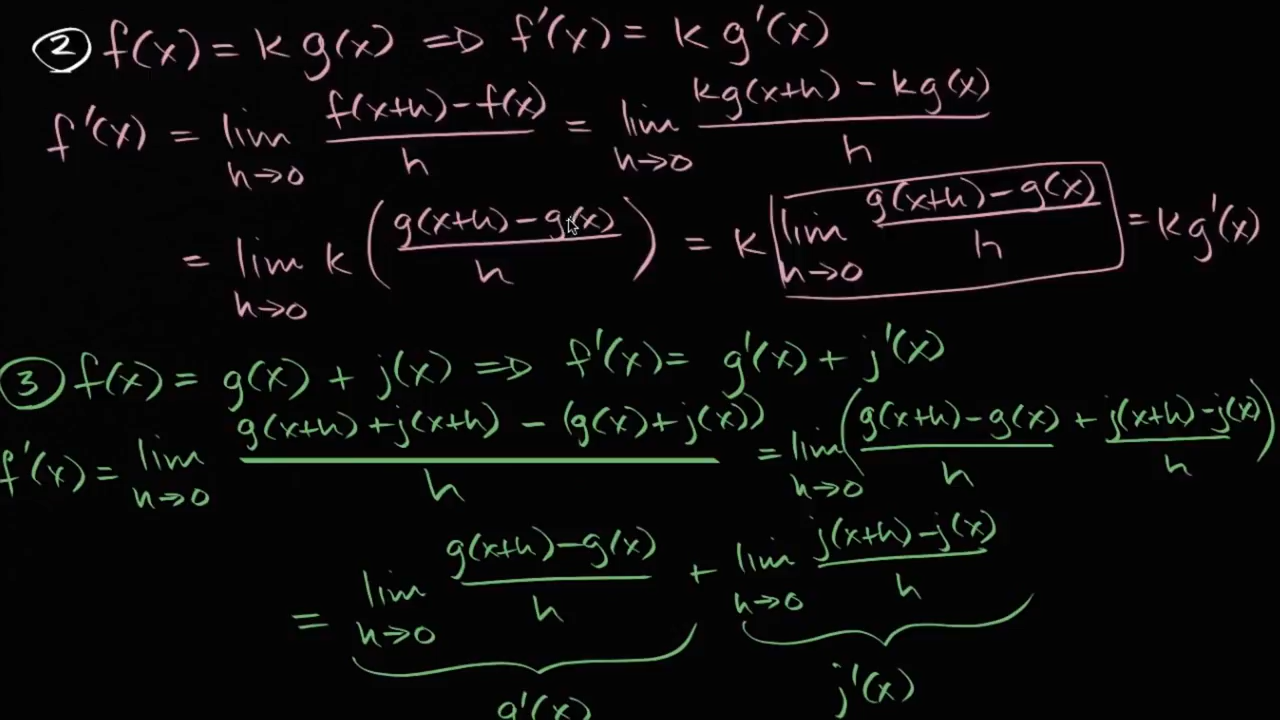 ② f(x) = k g(x) ⇒ f'(x) = k g'(x)
f'(x) = lim h→0 (f(x+h) - f(x))/h = lim h→0 (kg(x+h) - kg(x))/h
= lim h→0 k ((g(x+h) - g(x))/h) = k lim h→0 (g(x+h) - g(x))/h = k g'(x)
③ f(x) = g(x) + j(x) ⇒ f'(x) = g'(x) + j'(x)
f'(x) = lim h→0 (g(x+h) + j(x+h) - (g(x) + j(x)))/h = lim h→0 ((g(x+h) - g(x))/h + (j(x+h) - j(x))/h)
= lim h→0 (g(x+h) - g(x))/h + lim h→0 (j(x+h) - j(x))/h
g'(x) j'(x)